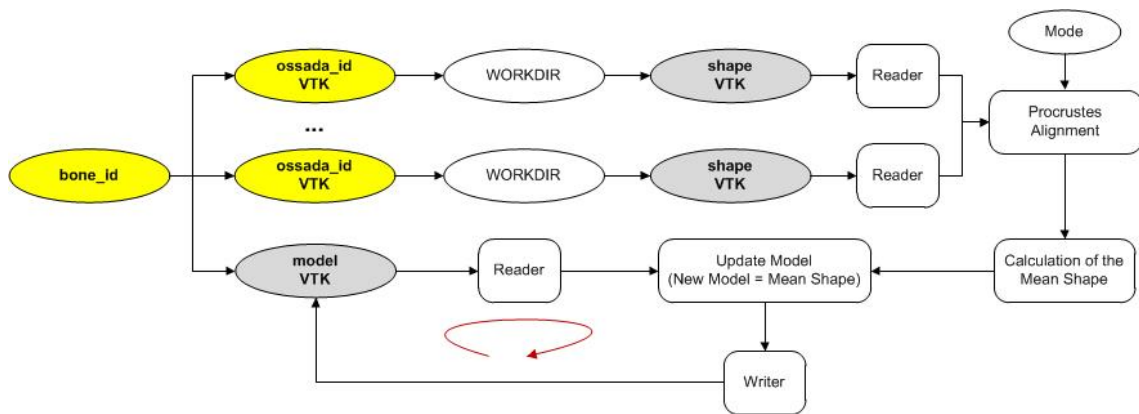 Mode
ossada_id
VTK
WORKDIR
shape
VTK
Reader
Procrustes
Alignment
...
bone_id
ossada_id
VTK
WORKDIR
shape
VTK
Reader
model
VTK
Reader
Update Model
(New Model = Mean Shape)
Calculation of the
Mean Shape
Writer